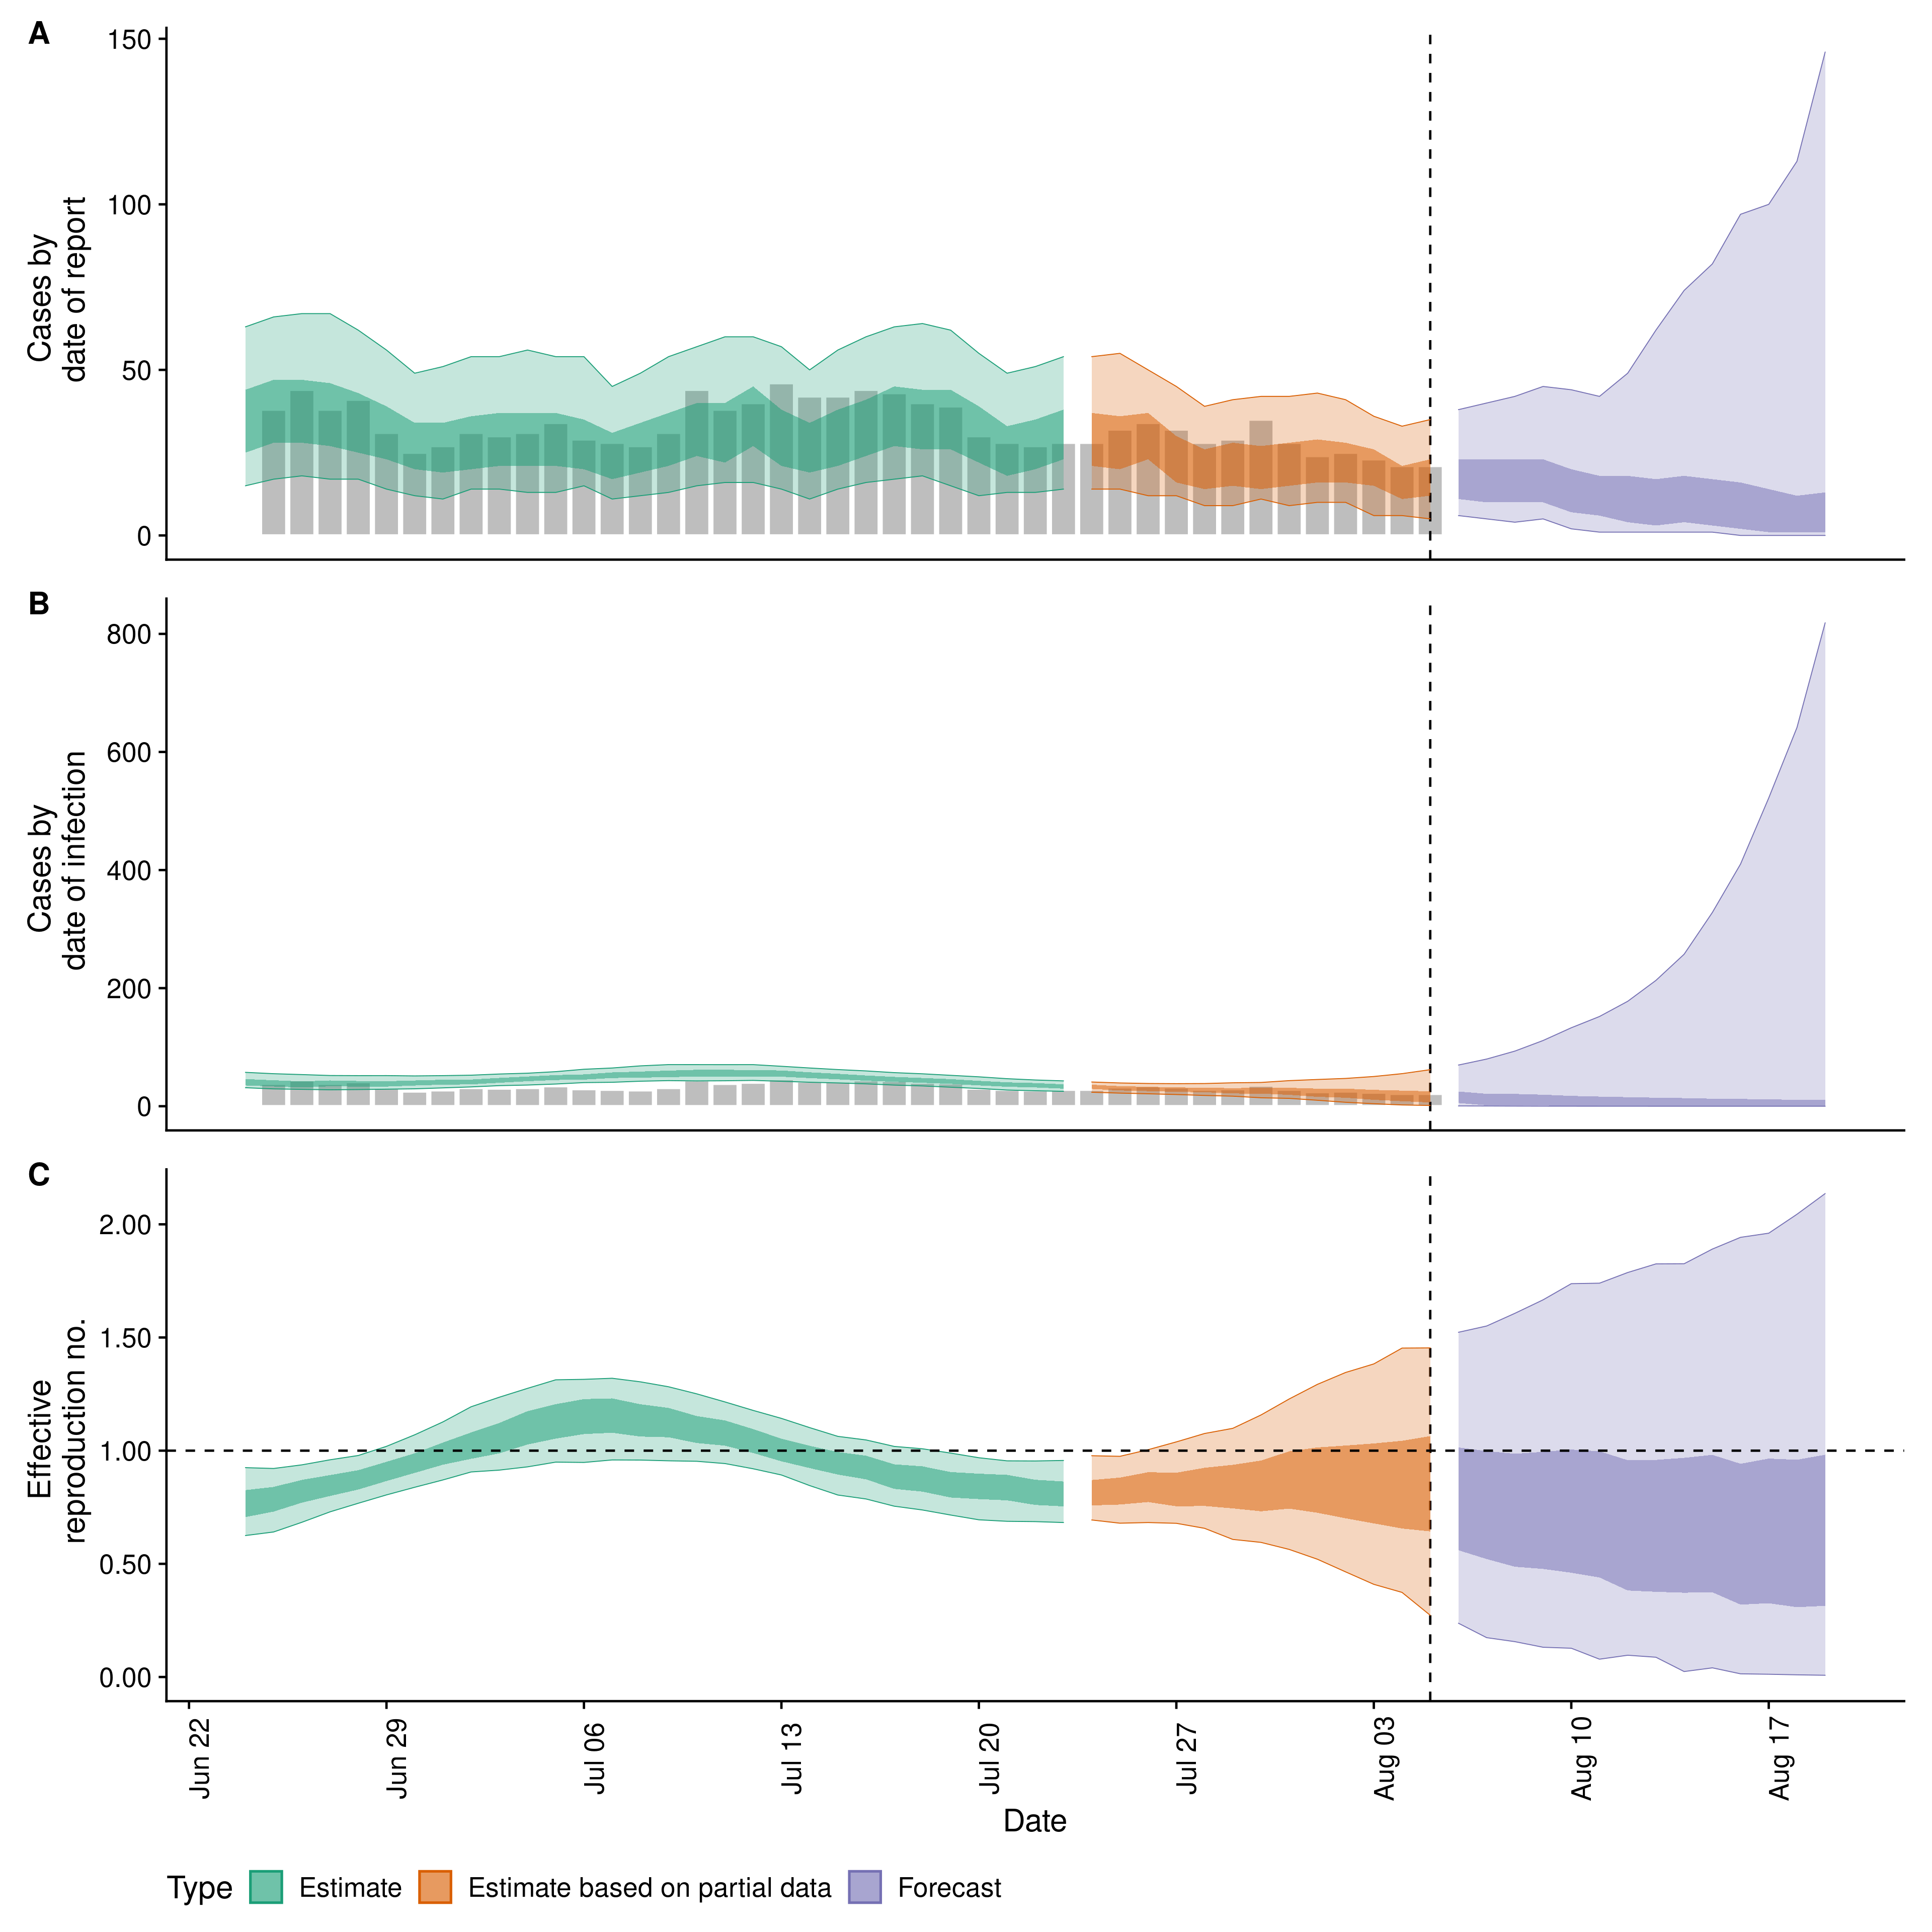 A
150
100
50
0
Cases by
date of report
B
800
600
400
200
0
Cases by
date of infection
C
2.00
1.50
1.00
0.50
0.00
Effective
reproduction no.
Jun 22
Jun 29
Jul 06
Jul 13
Jul 20
Jul 27
Aug 03
Aug 10
Aug 17
Date
Type Estimate Estimate based on partial data Forecast